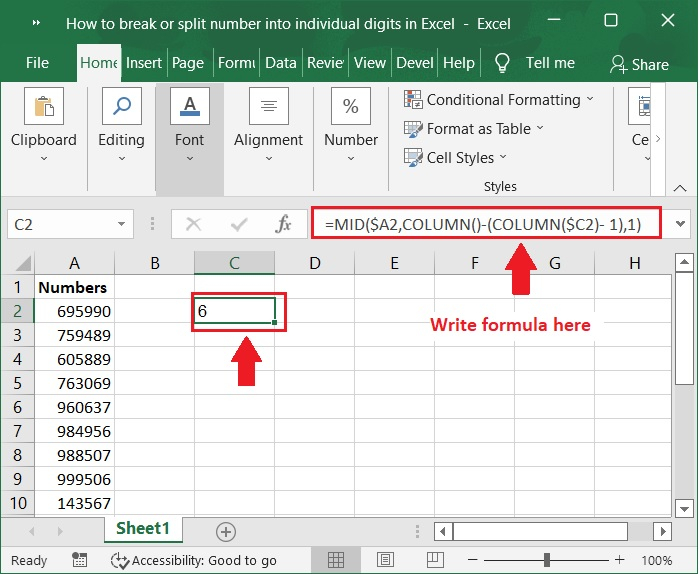 How to break or split number into individual digits in Excel - Excel
File Home Insert Page Formu Data Review View Devel Help Tell me Share
Clipboard
Editing
Font
Alignment
%
Number
Conditional Formatting
Format as Table
Cell Styles
Styles
Ce
C2 fx =MID($A2,COLUMN()-(COLUMN($C2)- 1),1)
A B C D E F G H
1 Numbers
2 695990 6
Write formula here
3 759489
4 605889
5 763069
6 960637
7 984956
8 988507
9 999506
10 143567
Sheet1
Ready Accessibility: Good to go 100%